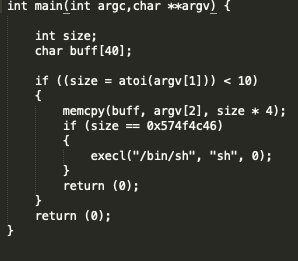 int main(int argc,char **argv) {
int size;
char buff[40];
if ((size = atoi(argv[1])) < 10)
{
memcpy(buff, argv[2], size * 4);
if (size == 0x574f4c46)
{
execl("/bin/sh", "sh", 0);
}
return (0);
}
return (0);
}